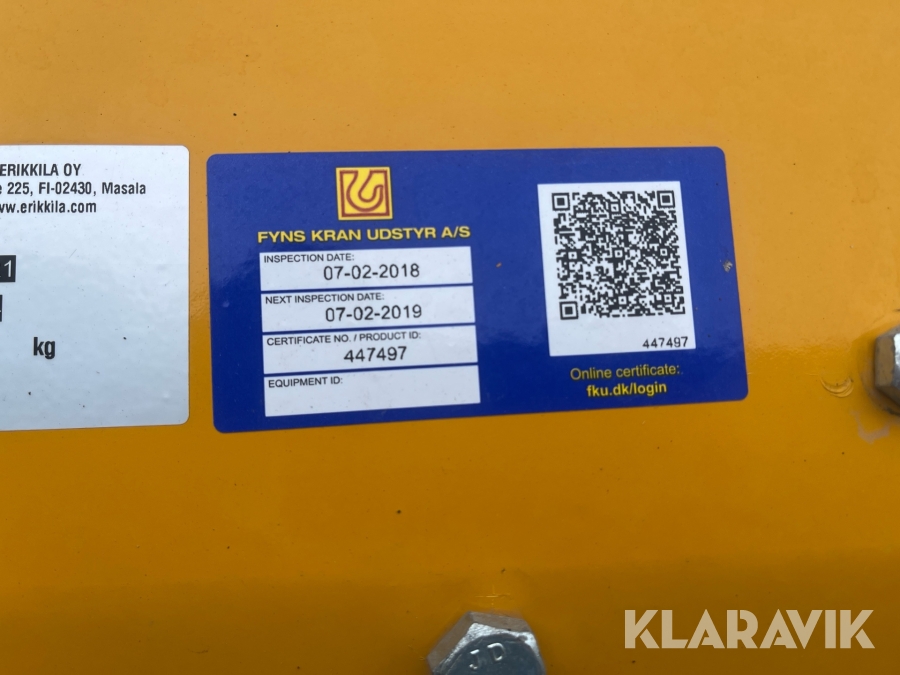 ERIKKILA OY
225, FI-02430, Masala
www.erikkila.com
1
kg
FYNS KRAN UDSTYR A/S
INSPECTION DATE:
07-02-2018
NEXT INSPECTION DATE:
07-02-2019
CERTIFICATE NO. / PRODUCT ID:
447497
EQUIPMENT ID:
447497
Online certificate:
fku.dk/login
JD
KLARAVIK